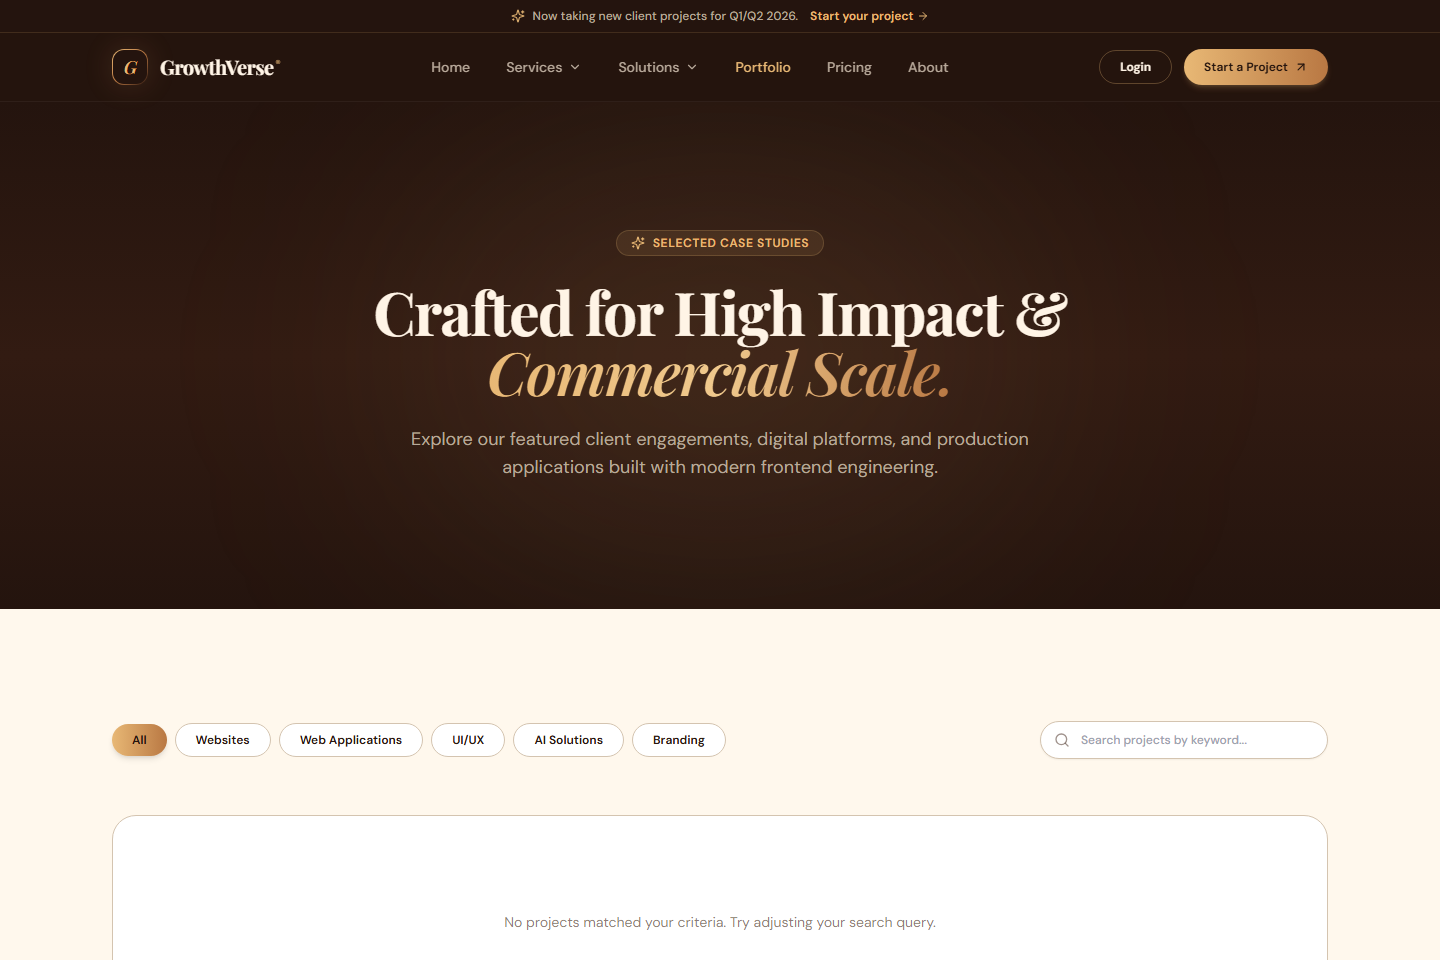 Now taking new client projects for Q1/Q2 2026. Start your project →
G GrowthVerse® Home Services Solutions Portfolio Pricing About Login Start a Project
SELECTED CASE STUDIES
Crafted for High Impact &
Commercial Scale.
Explore our featured client engagements, digital platforms, and production
applications built with modern frontend engineering.
All Websites Web Applications UI/UX AI Solutions Branding Search projects by keyword...
No projects matched your criteria. Try adjusting your search query.